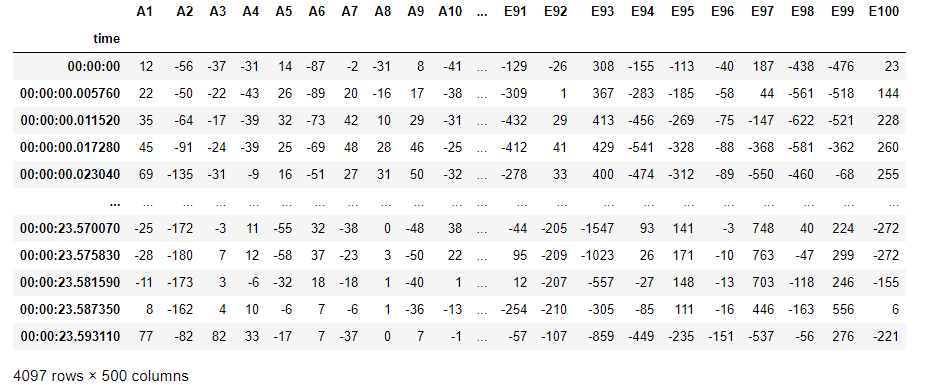 A1 A2 A3 A4 A5 A6 A7 A8 A9 A10 ... E91 E92 E93 E94 E95 E96 E97 E98 E99 E100
time
00:00:00 12 -56 -37 -31 14 -87 -2 -31 8 -41 ... -129 -26 308 -155 -113 -40 187 -438 -476 23
00:00:00.005760 22 -50 -22 -43 26 -89 20 -16 17 -38 ... -309 1 367 -283 -185 -58 44 -561 -518 144
00:00:00.011520 35 -64 -17 -39 32 -73 42 10 29 -31 ... -432 29 413 -456 -269 -75 -147 -622 -521 228
00:00:00.017280 45 -91 -24 -39 25 -69 48 28 46 -25 ... -412 41 429 -541 -328 -88 -368 -581 -362 260
00:00:00.023040 69 -135 -31 -9 16 -51 27 31 50 -32 ... -278 33 400 -474 -312 -89 -550 -460 -68 255
... ... ... ... ... ... ... ... ... ... ... ... ... ... ... ... ... ... ... ... ... ...
00:00:23.570070 -25 -172 -3 11 -55 32 -38 0 -48 38 ... -44 -205 -1547 93 141 -3 748 40 224 -272
00:00:23.575830 -28 -180 7 12 -58 37 -23 3 -50 22 ... 95 -209 -1023 26 171 -10 763 -47 299 -272
00:00:23.581590 -11 -173 3 -6 -32 18 -18 1 -40 1 ... 12 -207 -557 -27 148 -13 703 -118 246 -155
00:00:23.587350 8 -162 4 10 -6 7 -6 1 -36 -13 ... -254 -210 -305 -85 111 -16 446 -163 556 6
00:00:23.593110 77 -82 82 33 -17 7 -37 0 7 -1 ... -57 -107 -859 -449 -235 -151 -537 -56 276 -221
4097 rows × 500 columns